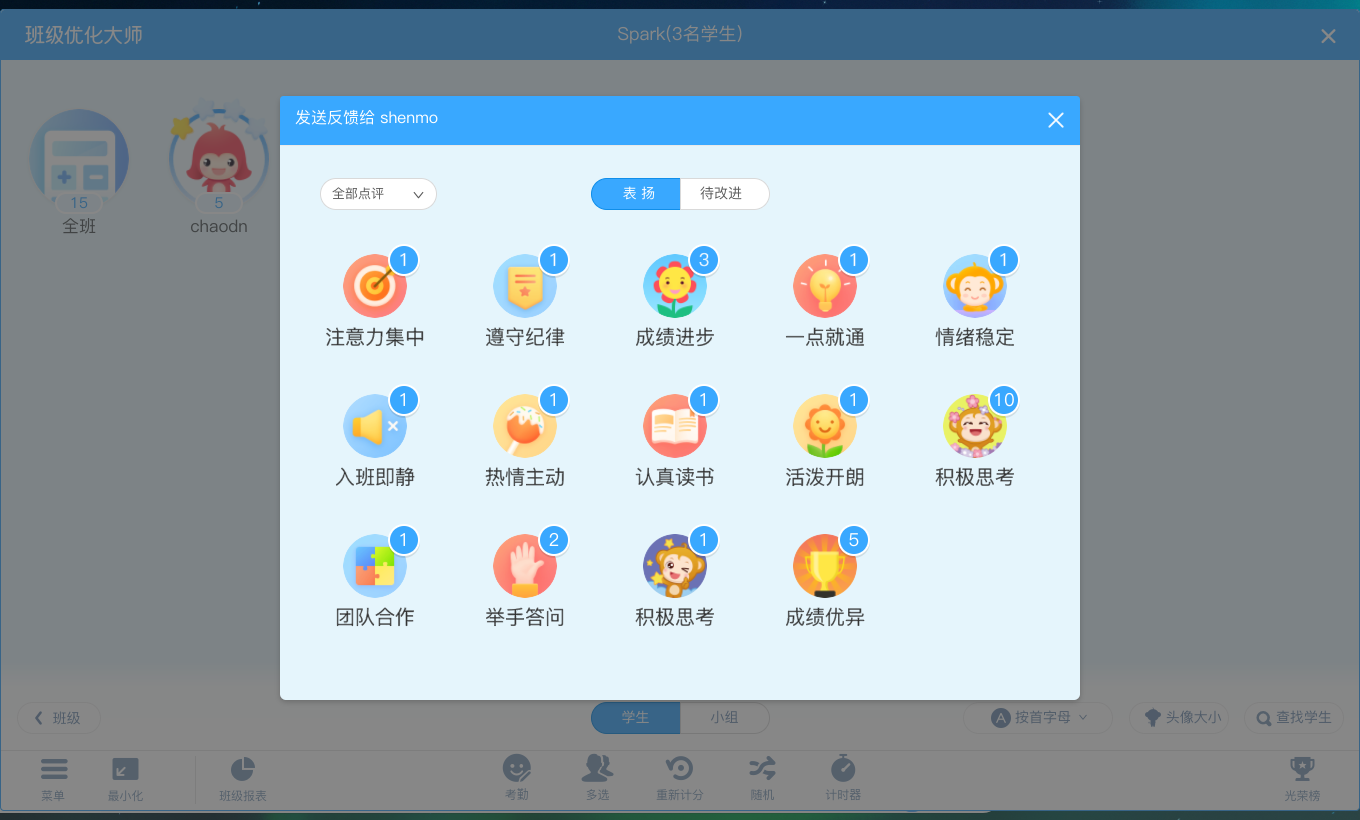 班级优化大师
Spark(3名学生)
15
全班
5
chaodn
发送反馈给 shenmo
全部点评
表 扬
待改进
1
1
3
1
1
注意力集中
遵守纪律
成绩进步
一点就通
情绪稳定
1
1
1
1
10
入班即静
热情主动
认真读书
活泼开朗
积极思考
1
2
1
5
团队合作
举手答问
积极思考
成绩优异
班级
学生
小组
A 按首字母
头像大小
查找学生
菜单
最小化
班级报表
考勤
多选
重新计分
随机
计时器
光荣榜